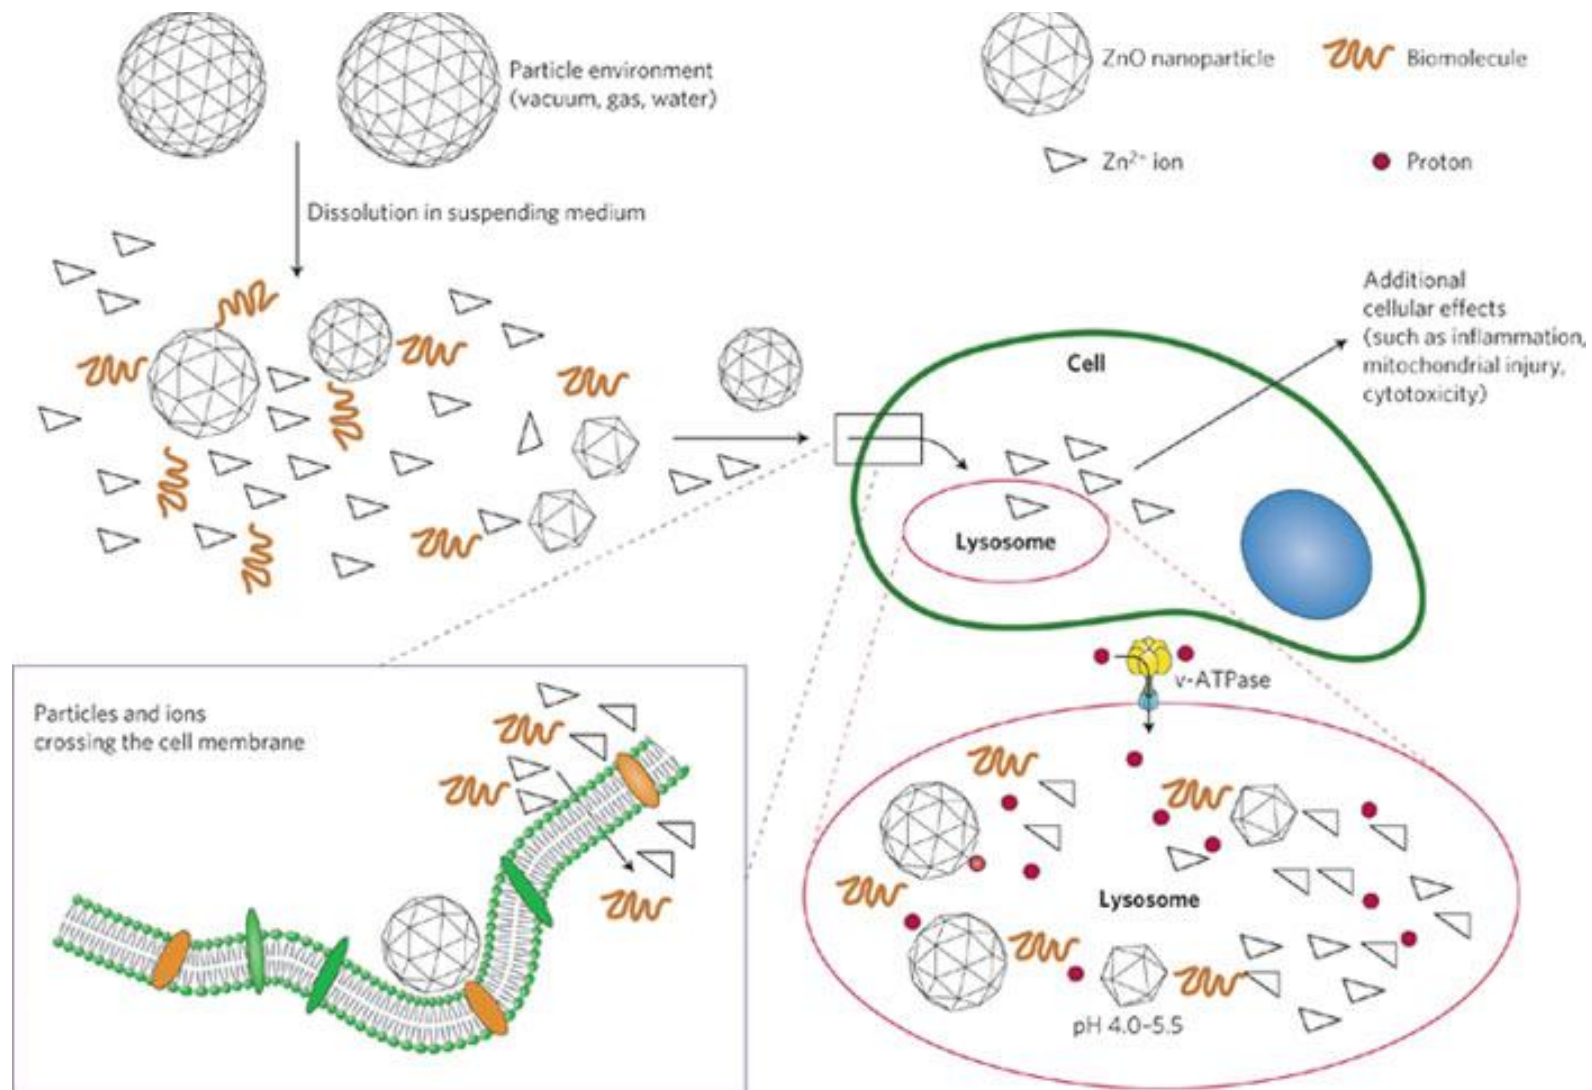 Particle environment
(vacuum, gas, water)
ZnO nanoparticle
Biomolecule
Zn²⁺ ion
Proton
Dissolution in suspending medium
Additional
cellular effects
(such as inflammation,
mitochondrial injury,
cytotoxicity)
Cell
Lysosome
v-ATPase
Particles and ions
crossing the cell membrane
Lysosome
pH 4.0–5.5